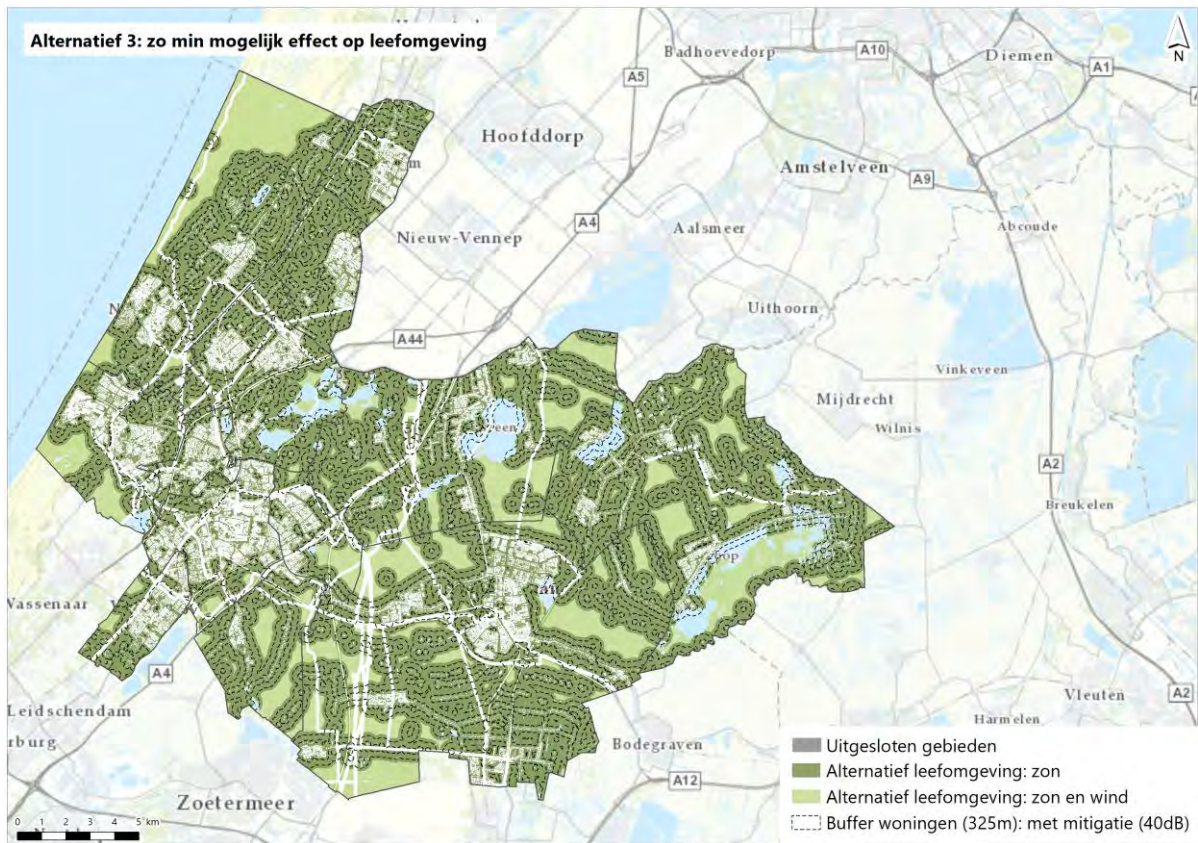 Alternatief 3: zo min mogelijk effect op leefomgeving
N
Badhoevedorp
A10
Diemen
A5
A1
Hoofddorp
Amstelveen
A9
A4
Nieuw-Vennep
Aalsmeer
Abcoude
Uithoorn
A44
Vinkeveen
Mijdrecht
Wilnis
A2
Breukelen
Wassenaar
A4
Leidschendam
rburg
Vleuten
A2
Harmelen
Bodegraven
A12
Zoetermeer
0 1 2 3 4 5 km
Uitgesloten gebieden
Alternatief leefomgeving: zon
Alternatief leefomgeving: zon en wind
Buffer woningen (325m): met mitigatie (40dB)